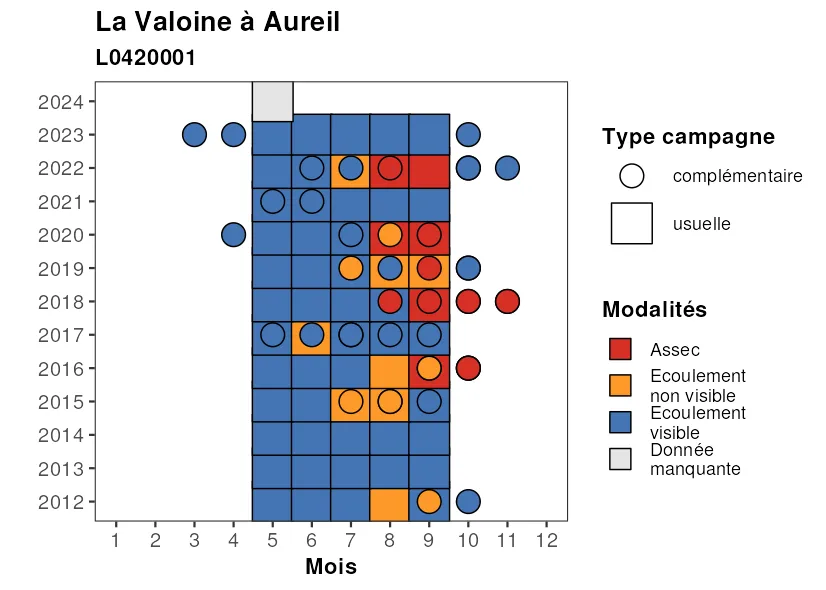 La Valoine à Aureil
L0420001
2024
2023
2022
2021
2020
2019
2018
2017
2016
2015
2014
2013
2012
1 2 3 4 5 6 7 8 9 10 11 12
Mois
Type campagne
complémentaire
usuelle
Modalités
Assec
Ecoulement
non visible
Ecoulement
visible
Donnée
manquante